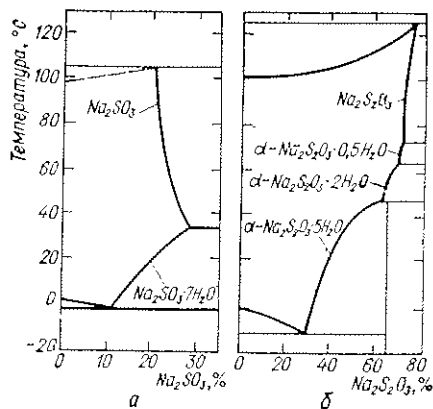 Температура, °C
120
100
80
60
40
20
0
-20
Na₂SO₃
Na₂SO₃·7H₂O
0 10 20 30
Na₂SO₃,%
а
Na₂S₂O₃
α-Na₂S₂O₃·0,5H₂O
α-Na₂S₂O₃·2H₂O
α-Na₂S₂O₃·5H₂O
0 20 40 60 80
Na₂S₂O₃,%
б